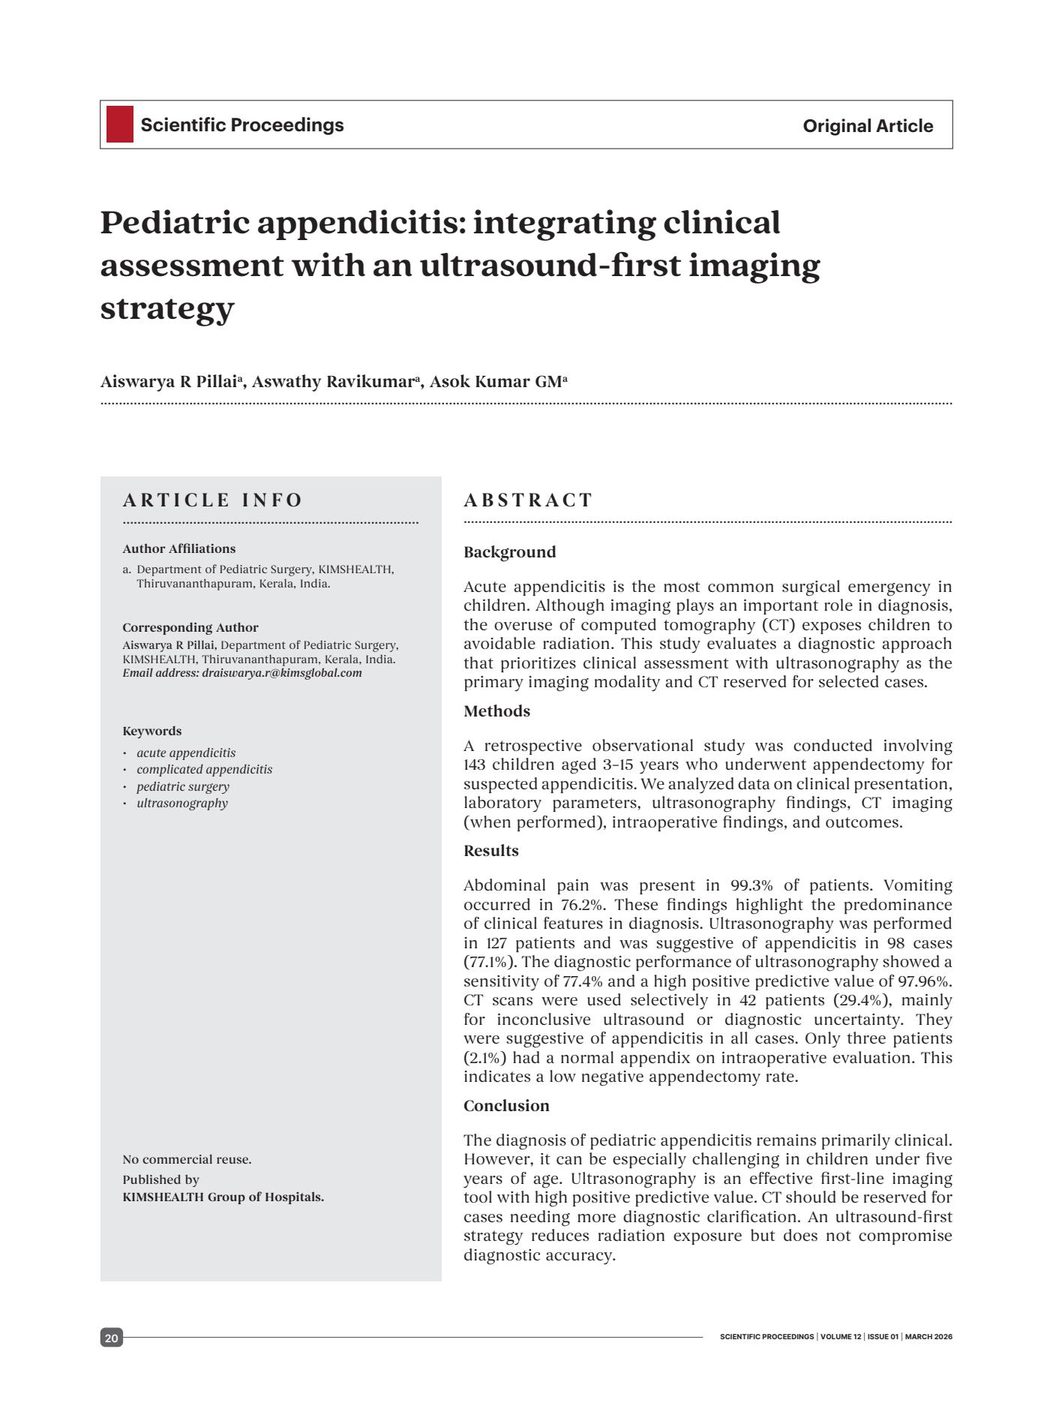 Scientific Proceedings
Original Article
Pediatric appendicitis: integrating clinical
assessment with an ultrasound-first imaging
strategy
Aiswarya R Pillaiᵃ, Aswathy Ravikumarᵃ, Asok Kumar GMᵃ
ARTICLE INFO
Author Affiliations
a. Department of Pediatric Surgery, KIMSHEALTH,
Thiruvananthapuram, Kerala, India.
Corresponding Author
Aiswarya R Pillai, Department of Pediatric Surgery,
KIMSHEALTH, Thiruvananthapuram, Kerala, India.
Email address: draiswarya.r@kimsglobal.com
Keywords
• acute appendicitis
• complicated appendicitis
• pediatric surgery
• ultrasonography
No commercial reuse.
Published by
KIMSHEALTH Group of Hospitals.
ABSTRACT
Background
Acute appendicitis is the most common surgical emergency in
children. Although imaging plays an important role in diagnosis,
the overuse of computed tomography (CT) exposes children to
avoidable radiation. This study evaluates a diagnostic approach
that prioritizes clinical assessment with ultrasonography as the
primary imaging modality and CT reserved for selected cases.
Methods
A retrospective observational study was conducted involving
143 children aged 3–15 years who underwent appendectomy for
suspected appendicitis. We analyzed data on clinical presentation,
laboratory parameters, ultrasonography findings, CT imaging
(when performed), intraoperative findings, and outcomes.
Results
Abdominal pain was present in 99.3% of patients. Vomiting
occurred in 76.2%. These findings highlight the predominance
of clinical features in diagnosis. Ultrasonography was performed
in 127 patients and was suggestive of appendicitis in 98 cases
(77.1%). The diagnostic performance of ultrasonography showed a
sensitivity of 77.4% and a high positive predictive value of 97.96%.
CT scans were used selectively in 42 patients (29.4%), mainly
for inconclusive ultrasound or diagnostic uncertainty. They
were suggestive of appendicitis in all cases. Only three patients
(2.1%) had a normal appendix on intraoperative evaluation. This
indicates a low negative appendectomy rate.
Conclusion
The diagnosis of pediatric appendicitis remains primarily clinical.
However, it can be especially challenging in children under five
years of age. Ultrasonography is an effective first-line imaging
tool with high positive predictive value. CT should be reserved for
cases needing more diagnostic clarification. An ultrasound-first
strategy reduces radiation exposure but does not compromise
diagnostic accuracy.
20
SCIENTIFIC PROCEEDINGS | VOLUME 12 | ISSUE 01 | MARCH 2026